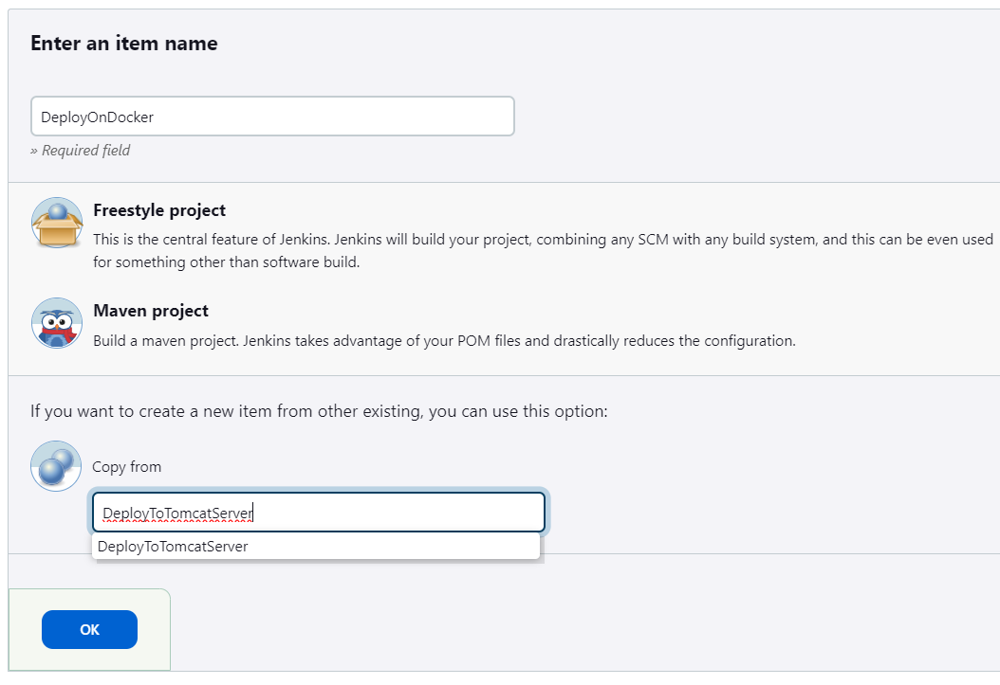 Enter an item name
DeployOnDocker
» Required field
Freestyle project
This is the central feature of Jenkins. Jenkins will build your project, combining any SCM with any build system, and this can be even used
for something other than software build.
Maven project
Build a maven project. Jenkins takes advantage of your POM files and drastically reduces the configuration.
If you want to create a new item from other existing, you can use this option:
Copy from
DeployToTomcatServer
DeployToTomcatServer
OK